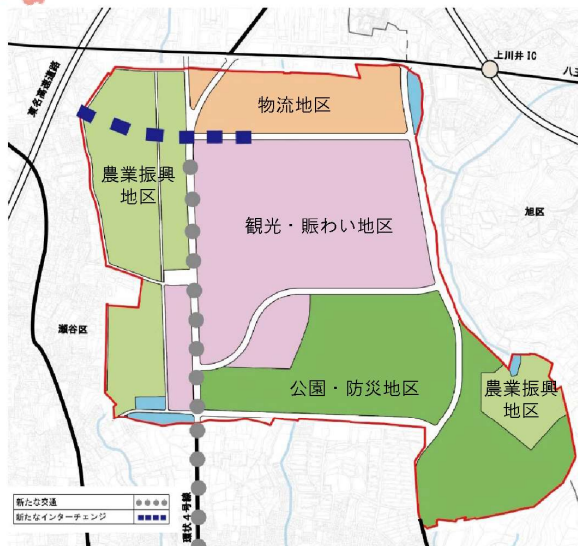 上川井IC
八王
東名高速道路
物流地区
農業振興
地区
観光・賑わい地区
旭区
瀬谷区
公園・防災地区
農業振興
地区
新たな交通
新たなインターチェンジ
環状4号線